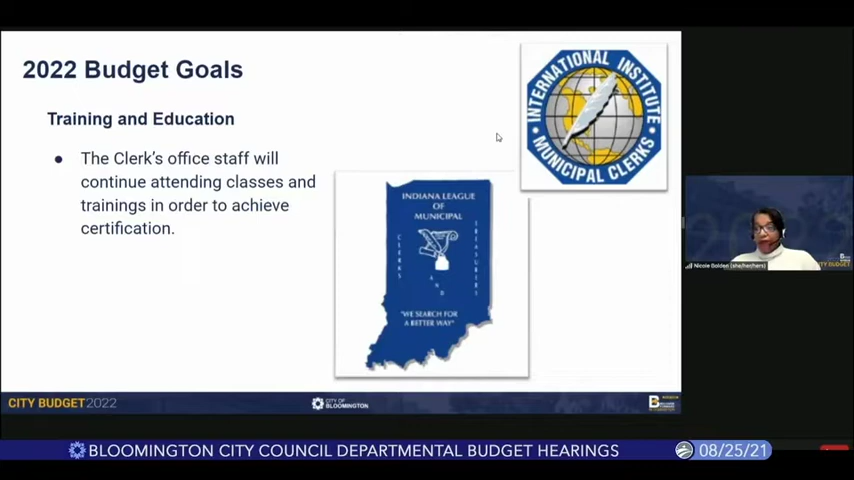 2022 Budget Goals
Training and Education
● The Clerk's office staff will
continue attending classes and
trainings in order to achieve
certification.
INTERNATIONAL INSTITUTE
• MUNICIPAL CLERKS •
INDIANA LEAGUE
OF
MUNICIPAL
CLERKS
AND
TREASURERS
"WE SEARCH FOR
A BETTER WAY"
Nicole Bolden (she/her/hers)
CITY BUDGET
CITY BUDGET2022
CITY OF
BLOOMINGTON
BLOOMINGTON CITY COUNCIL DEPARTMENTAL BUDGET HEARINGS
08/25/21